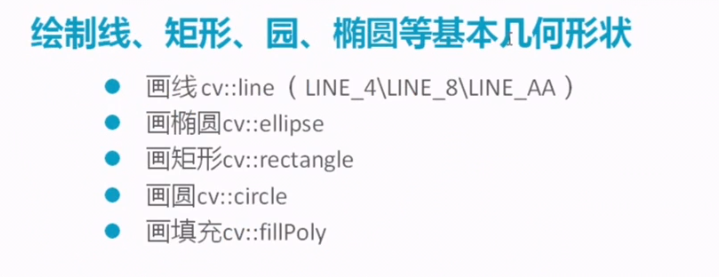 绘制线、矩形、园、椭圆等基本几何形状
画线cv::line（LINE_4\LINE_8\LINE_AA）
画椭圆cv::ellipse
画矩形cv::rectangle
画圆cv::circle
画填充cv::fillPoly